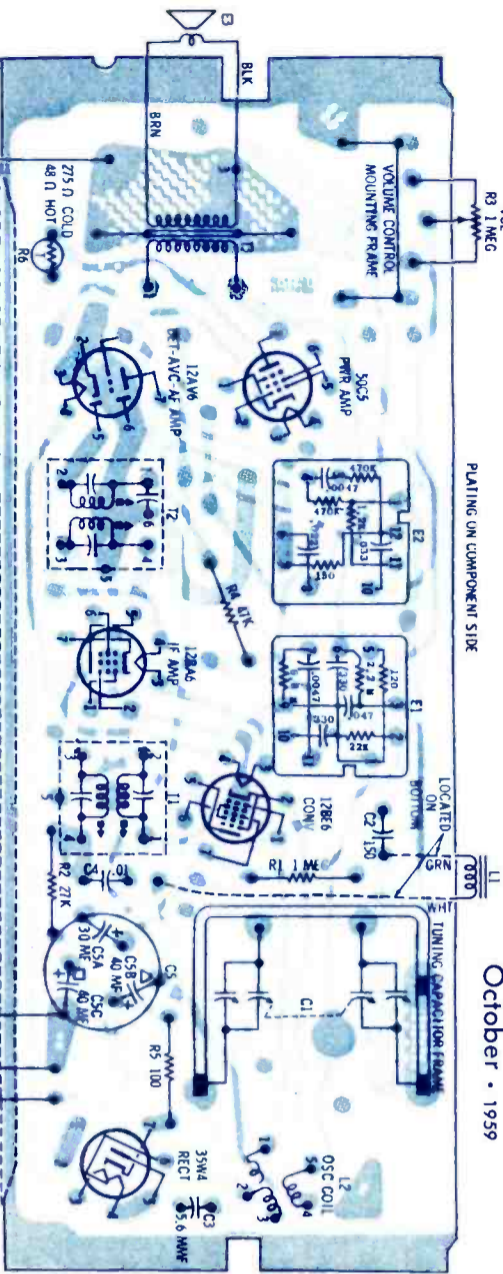 October • 1959
PLATING ON COMPONENT SIDE
R3 1 MEG
VOLUME CONTROL
MOUNTING FRAME
BLK
BRN
275 Ω COLD
48 Ω HOT
R6
50C5
PWR AMP
12AV6
DET-AVC-AF AMP
T2
E2
470K
.0047
470K
.033
150
R4 47K
12BA6
IF AMP
E1
120
2.2 M
.0047
.047
330
22K
12BE6
CONV
T1
R1 1 ME
C2 150
LOCATED
ON
BOTTOM
GRN
WHT
L1
TUNING CAPACITOR FRAME
C1
R2 27K
C4 .01
C5
C5A
30 MF
C5B
40 MF
C5C
60 MF
R5 100
35W4
RECT
C3
5.6 MMF
L2
OSC COIL